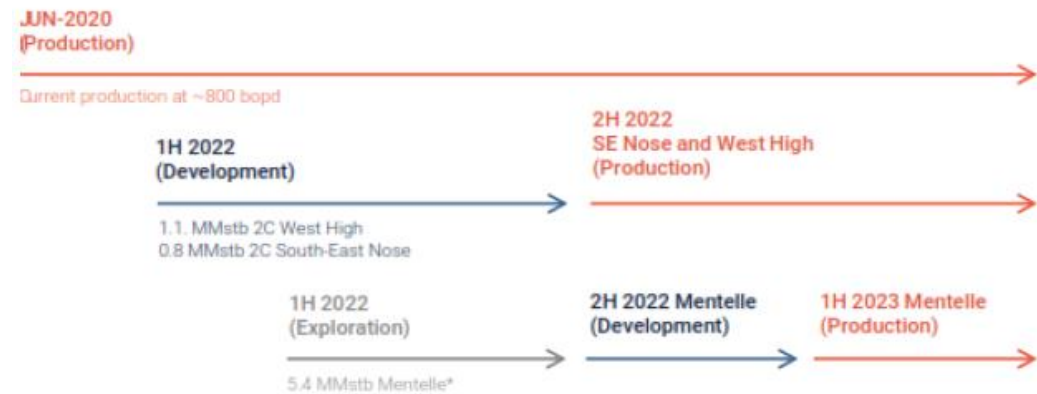 JUN-2020
(Production)
Current production at ~800 bopd
1H 2022
(Development)
1.1. MMstb 2C West High
0.8 MMstb 2C South-East Nose
2H 2022
SE Nose and West High
(Production)
1H 2022
(Exploration)
5.4 MMstb Mentelle*
2H 2022 Mentelle
(Development)
1H 2023 Mentelle
(Production)